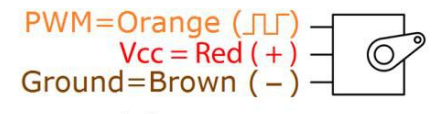 PWM=Orange (⎍⎍)
Vcc = Red ( + )
Ground=Brown ( − )